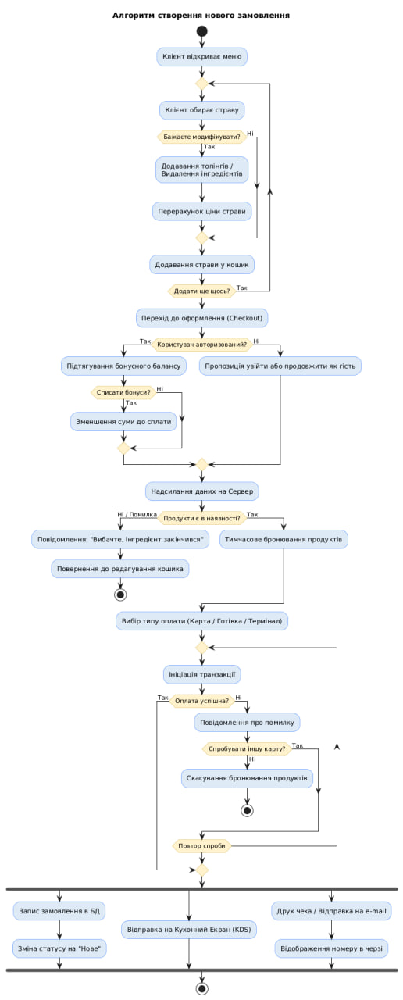 Алгоритм створення нового замовлення
Клієнт відкриває меню
Клієнт обирає страву
Бажаєте модифікувати?
Ні
Так
Додавання топінгів /
Видалення інгредієнтів
Перерахунок ціни страви
Додавання страви у кошик
Додати ще щось?
Так
Перехід до оформлення (Checkout)
Так
Користувач авторизований?
Ні
Підтягування бонусного балансу
Пропозиція увійти або продовжити як гість
Списати бонуси?
Ні
Так
Зменшення суми до сплати
Надсилання даних на Сервер
Ні / Помилка
Продукти є в наявності?
Так
Повідомлення: "Вибачте, інгредієнт закінчився"
Тимчасове бронювання продуктів
Повернення до редагування кошика
Вибір типу оплати (Карта / Готівка / Термінал)
Ініціація транзакції
Так
Оплата успішна?
Ні
Повідомлення про помилку
Спробувати іншу карту?
Так
Ні
Скасування бронювання продуктів
Повтор спроби
Запис замовлення в БД
Друк чека / Відправка на e-mail
Відправка на Кухонний Екран (KDS)
Зміна статусу на "Нове"
Відображення номеру в черзі